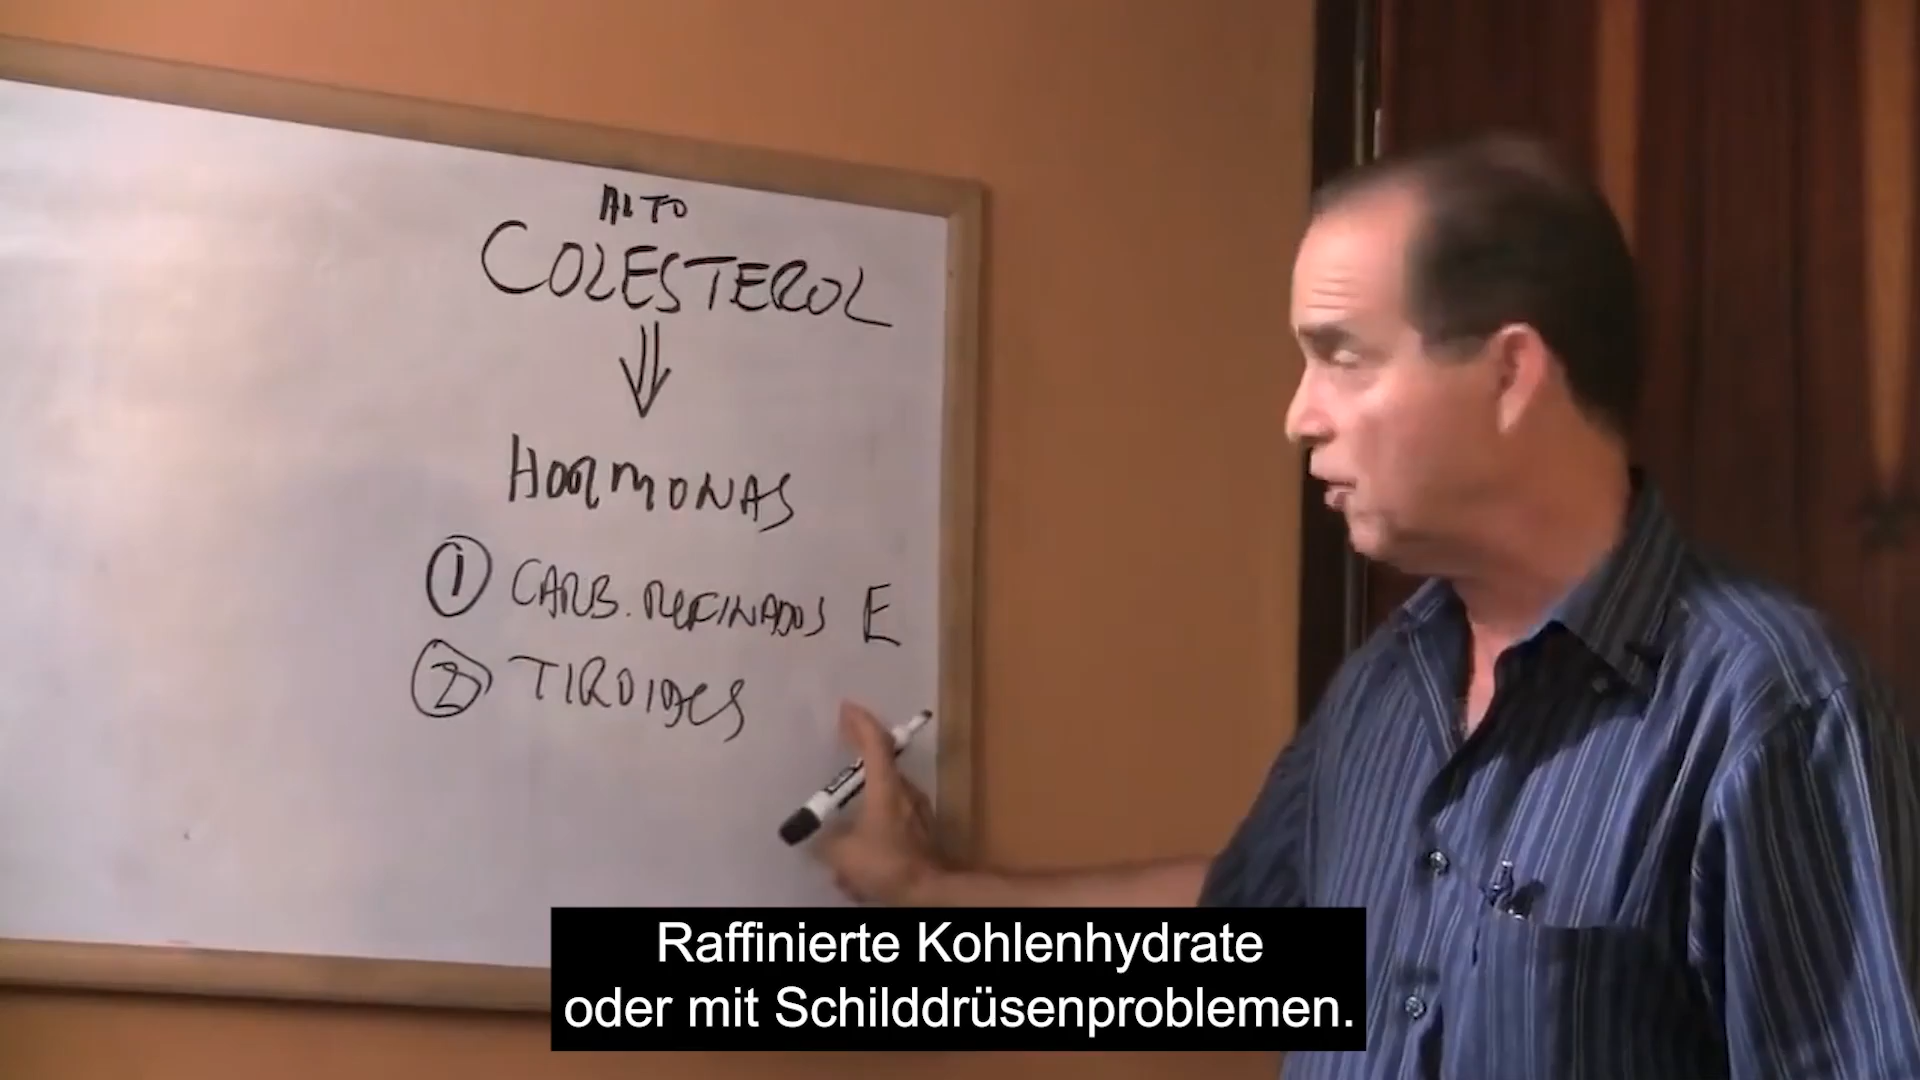 ALTO
COLESTEROL
HORMONAS
1 CARB. REFINADOS E
2 TIROIDES
Raffinierte Kohlenhydrate
oder mit Schilddrüsenproblemen.